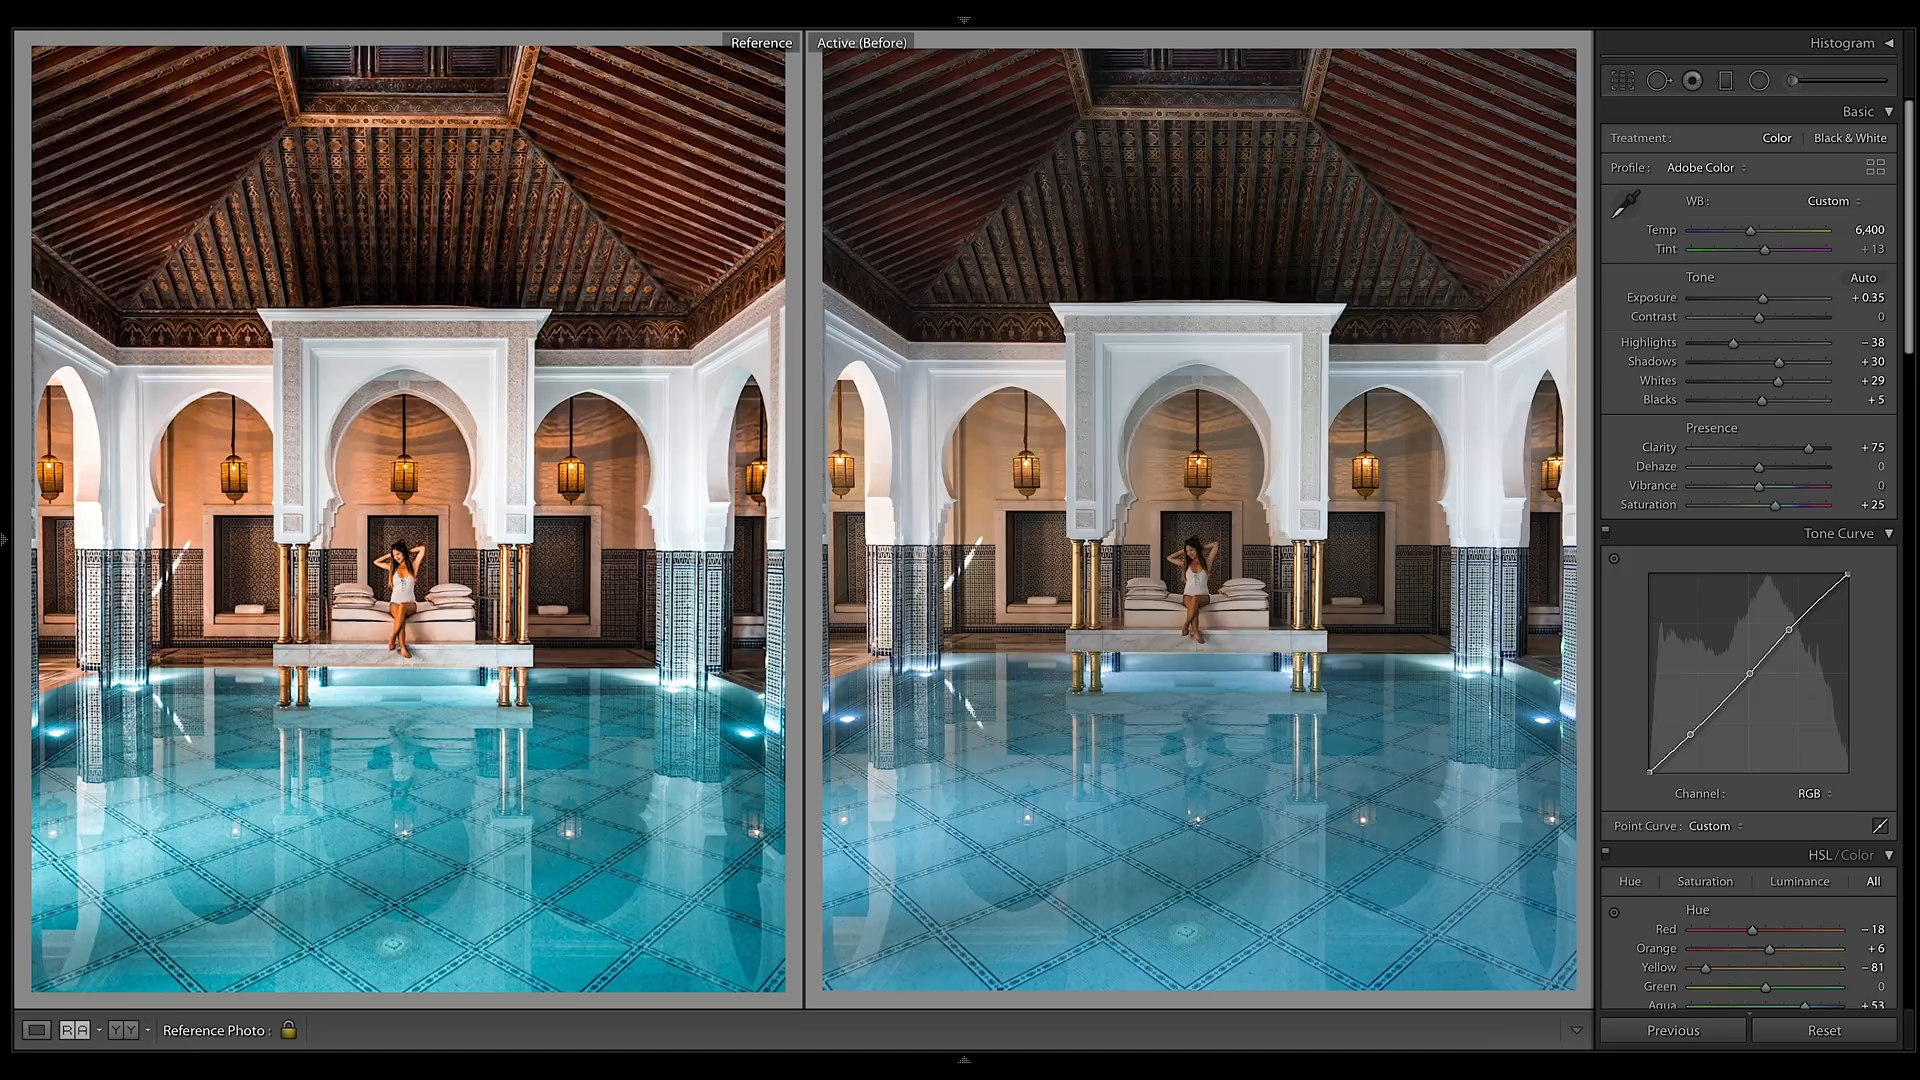 Reference
Active (Before)
Histogram
Basic
Treatment : Color Black & White
Profile : Adobe Color
WB : Custom
Temp 6,400
Tint + 13
Tone Auto
Exposure + 0.35
Contrast 0
Highlights – 38
Shadows + 30
Whites + 29
Blacks + 5
Presence
Clarity + 75
Dehaze 0
Vibrance 0
Saturation + 25
Tone Curve
Channel : RGB
Point Curve : Custom
HSL / Color
Hue Saturation Luminance All
Hue
Red – 18
Orange + 6
Yellow – 81
Green 0
Aqua + 53
R A Y Y Reference Photo :
Previous Reset